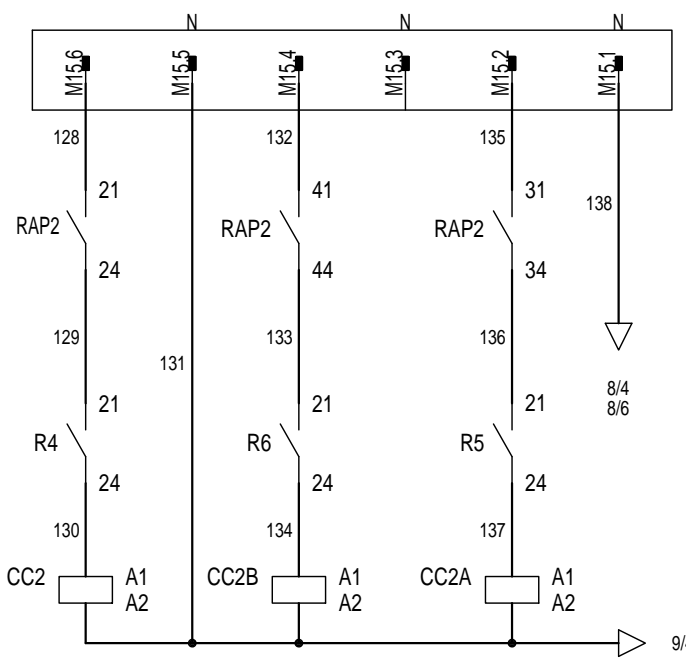 N N N
M15.6 M15.5 M15.4 M15.3 M15.2 M15.1
128 132 135
21 41 31
138
RAP2 RAP2 RAP2
24 44 34
129 133 136
131
8/4
8/6
21 21 21
R4 R6 R5
24 24 24
130 134 137
CC2 A1 CC2B A1 CC2A A1
A2 A2 A2